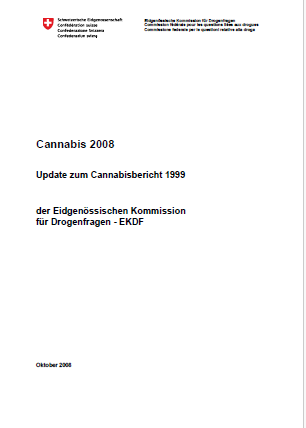 Schweizerische Eidgenossenschaft
Confédération suisse
Confederazione Svizzera
Confederaziun svizra
Eidgenössische Kommission für Drogenfragen
Commission fédérale pour les questions liées aux drogues
Commissione federale per le questioni relative alla droga
Cannabis 2008
Update zum Cannabisbericht 1999
der Eidgenössischen Kommission
für Drogenfragen - EKDF
Oktober 2008